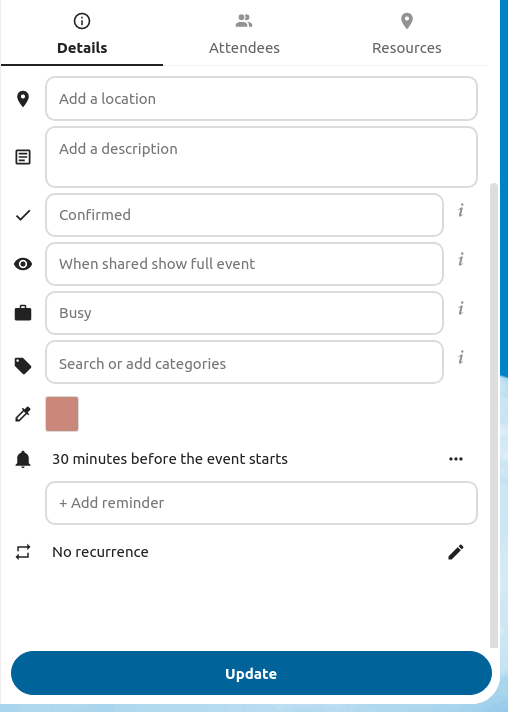 Details
Attendees
Resources
Add a location
Add a description
Confirmed
i
When shared show full event
i
Busy
i
Search or add categories
i
30 minutes before the event starts
+ Add reminder
No recurrence
Update